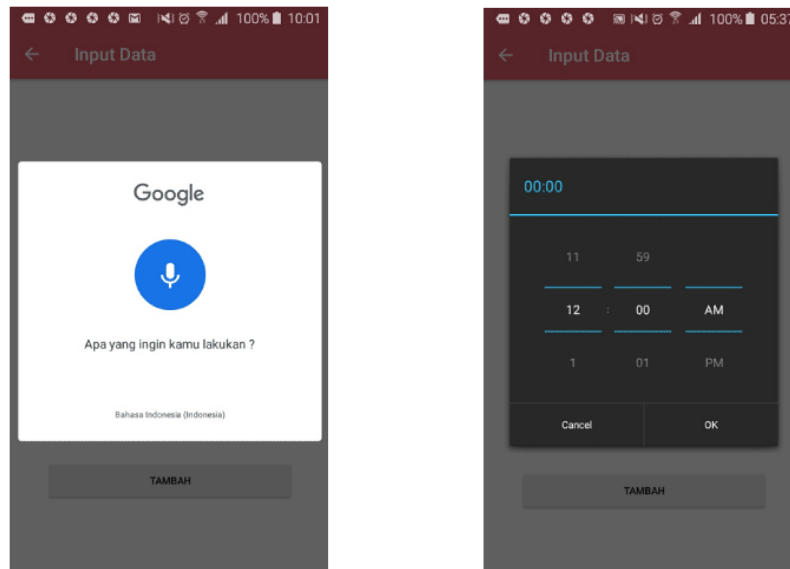 100% 10:01
Input Data
Google
Apa yang ingin kamu lakukan ?
Bahasa Indonesia (Indonesia)
TAMBAH
100% 05:37
Input Data
00:00
11 59
12 : 00 AM
1 01 PM
Cancel OK
TAMBAH